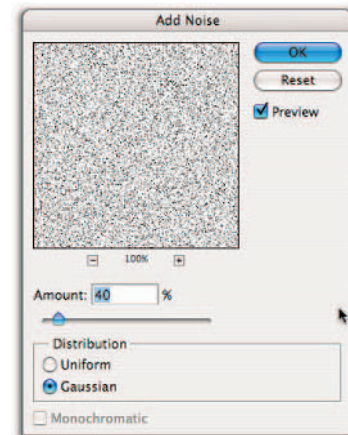 Add Noise
OK
Reset
Preview
100%
Amount: 40 %
Distribution
Uniform
Gaussian
Monochromatic